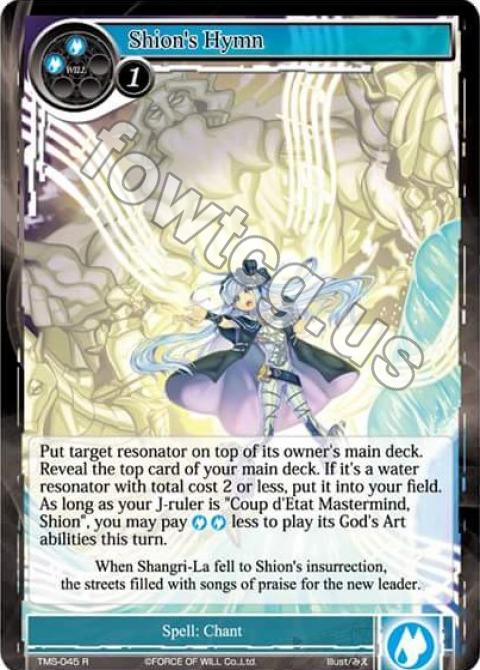 Shion's Hymn
WILL
1
fowtcg.us
Put target resonator on top of its owner's main deck.
Reveal the top card of your main deck. If it's a water
resonator with total cost 2 or less, put it into your field.
As long as your J-ruler is "Coup d'Etat Mastermind,
Shion", you may pay less to play its God's Art
abilities this turn.
When Shangri-La fell to Shion's insurrection,
the streets filled with songs of praise for the new leader.
Spell: Chant
TMS-045 R ©FORCE OF WILL Co.,Ltd. Illust/みえ